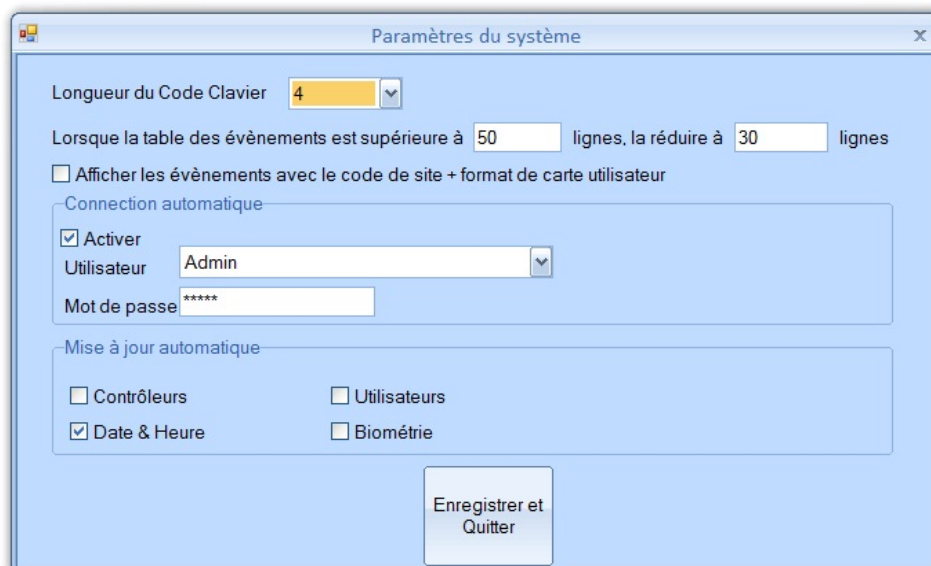 Paramètres du système
Longueur du Code Clavier 4
Lorsque la table des évènements est supérieure à 50 lignes, la réduire à 30 lignes
Afficher les évènements avec le code de site + format de carte utilisateur
Connection automatique
Activer
Utilisateur Admin
Mot de passe *****
Mise à jour automatique
Contrôleurs Utilisateurs
Date & Heure Biométrie
Enregistrer et
Quitter